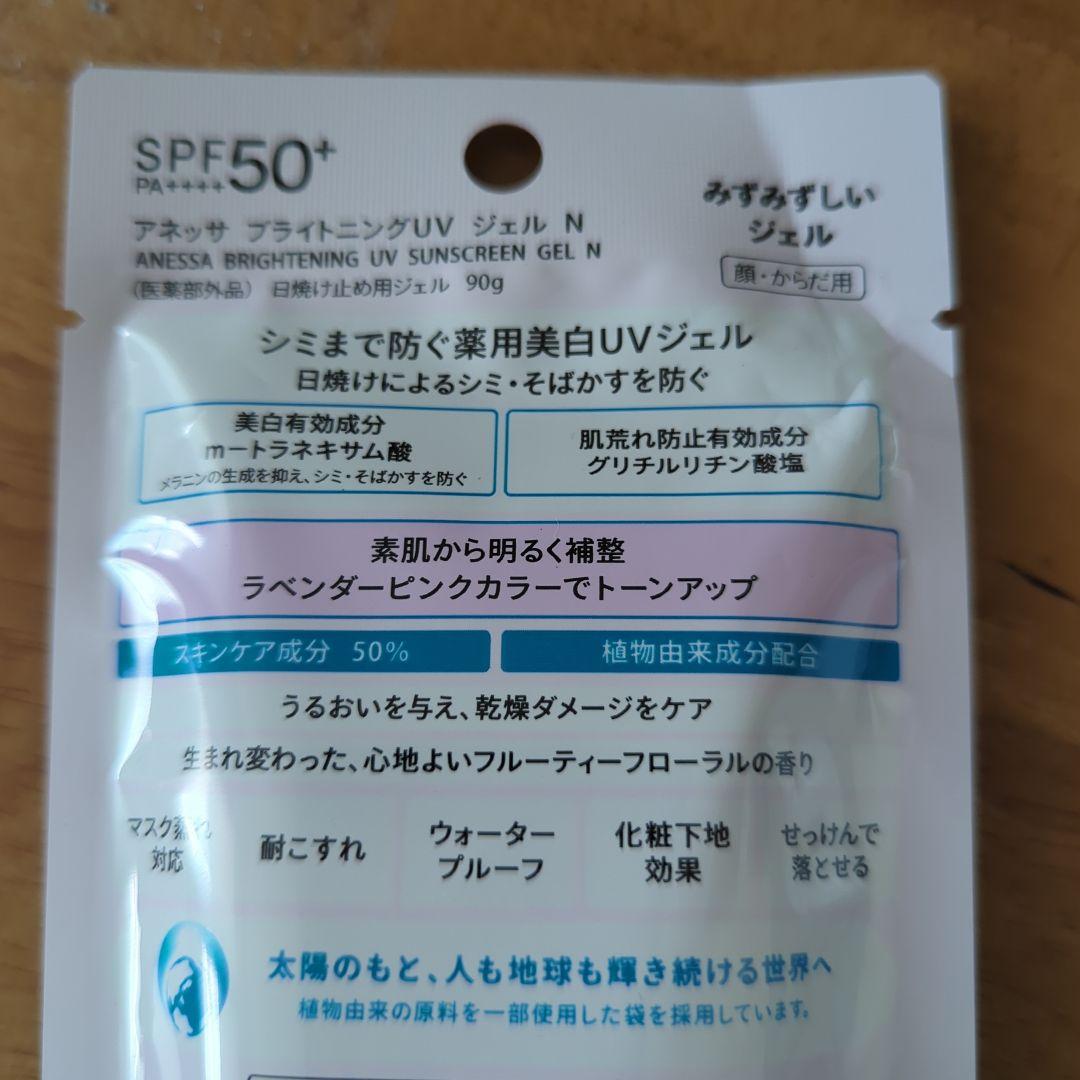 SPF50+
PA++++
アネッサ ブライトニングUV ジェル N
ANESSA BRIGHTENING UV SUNSCREEN GEL N
(医薬部外品) 日焼け止め用ジェル 90g
みずみずしい
ジェル
顔・からだ用
シミまで防ぐ薬用美白UVジェル
日焼けによるシミ・そばかすを防ぐ
美白有効成分
m−トラネキサム酸
メラニンの生成を抑え、シミ・そばかすを防ぐ
肌荒れ防止有効成分
グリチルリチン酸塩
素肌から明るく補整
ラベンダーピンクカラーでトーンアップ
スキンケア成分 50%
植物由来成分配合
うるおいを与え、乾燥ダメージをケア
生まれ変わった、心地よいフルーティーフローラルの香り
マスク蒸れ
対応
耐こすれ
ウォーター
プルーフ
化粧下地
効果
せっけんで
落とせる
太陽のもと、人も地球も輝き続ける世界へ
植物由来の原料を一部使用した袋を採用しています。